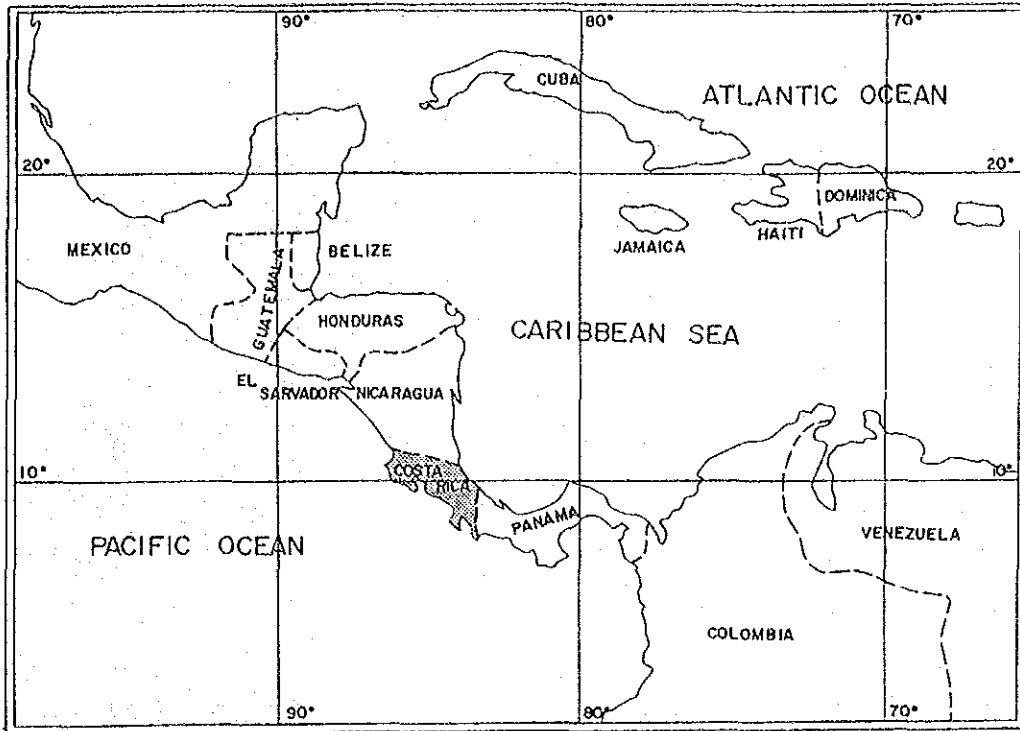 90°
80°
70°
CUBA
ATLANTIC OCEAN
20°
20°
DOMINICA
MEXICO
BELIZE
JAMAICA
HAITI
GUATEMALA
HONDURAS
CARIBBEAN SEA
EL
SARVADOR
NICARAGUA
10°
COSTA
RICA
10°
PANAMA
PACIFIC OCEAN
VENEZUELA
COLOMBIA
90°
80°
70°